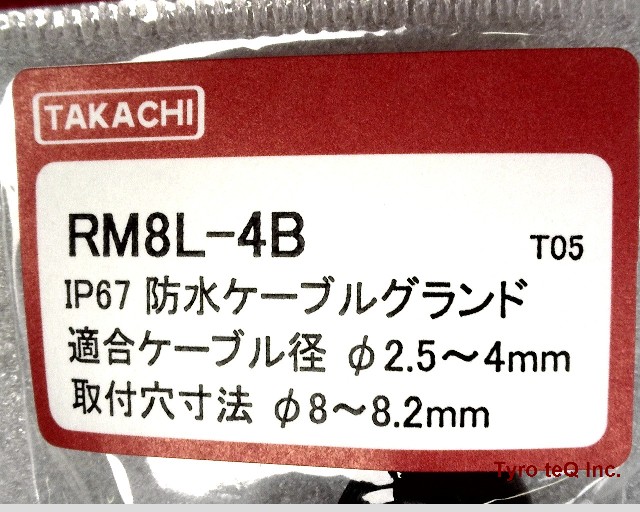 TAKACHI
RM8L-4B T05
IP67 防水ケーブルグランド
適合ケーブル径 φ2.5～4mm
取付穴寸法 φ8～8.2mm
Tyro teQ Inc.